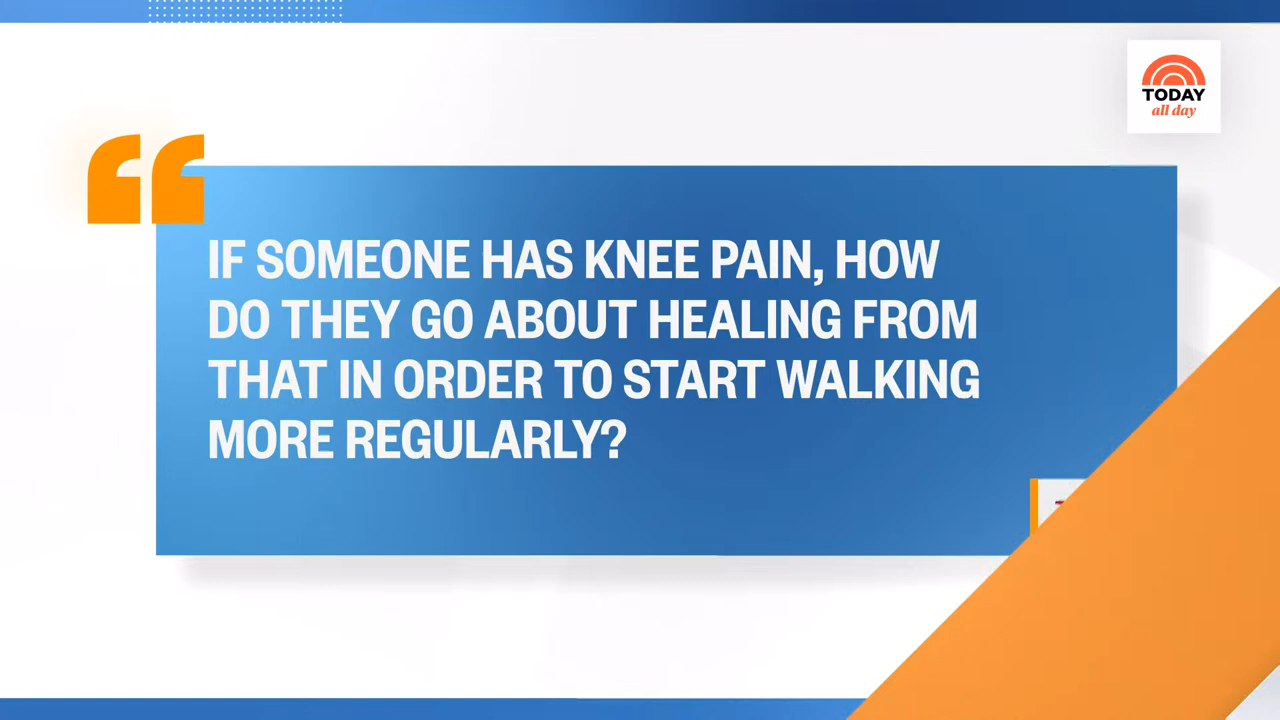 TODAY
all day
IF SOMEONE HAS KNEE PAIN, HOW
DO THEY GO ABOUT HEALING FROM
THAT IN ORDER TO START WALKING
MORE REGULARLY?